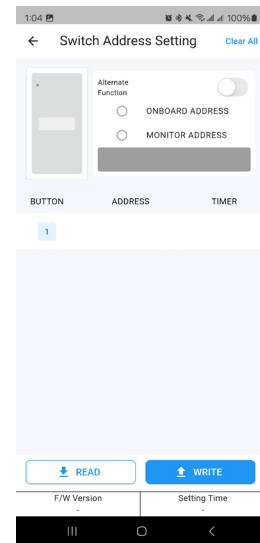 1:04 100%
Switch Address Setting Clear All
Alternate
Function
ONBOARD ADDRESS
MONITOR ADDRESS
BUTTON ADDRESS TIMER
1
READ WRITE
F/W Version Setting Time
- -